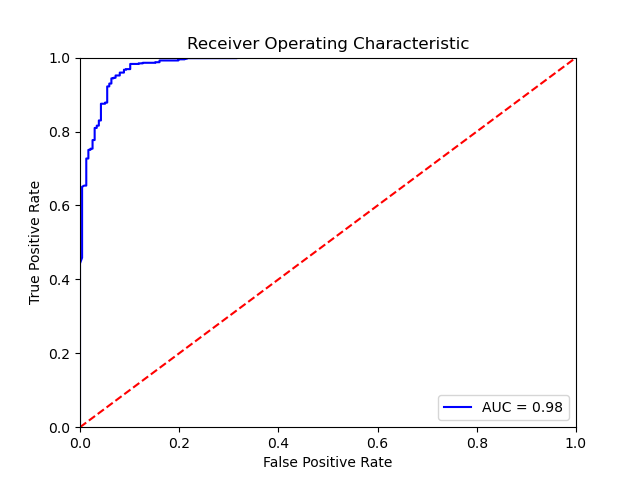 Receiver Operating Characteristic
True Positive Rate
1.0
0.8
0.6
0.4
0.2
0.0
AUC = 0.98
0.0 0.2 0.4 0.6 0.8 1.0
False Positive Rate